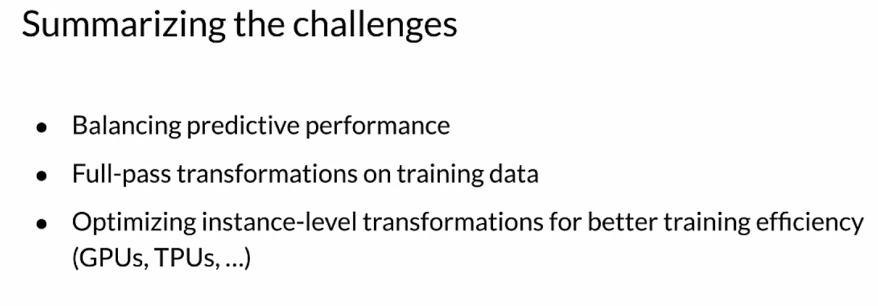 Summarizing the challenges
● Balancing predictive performance
● Full-pass transformations on training data
● Optimizing instance-level transformations for better training efficiency
(GPUs, TPUs, ...)